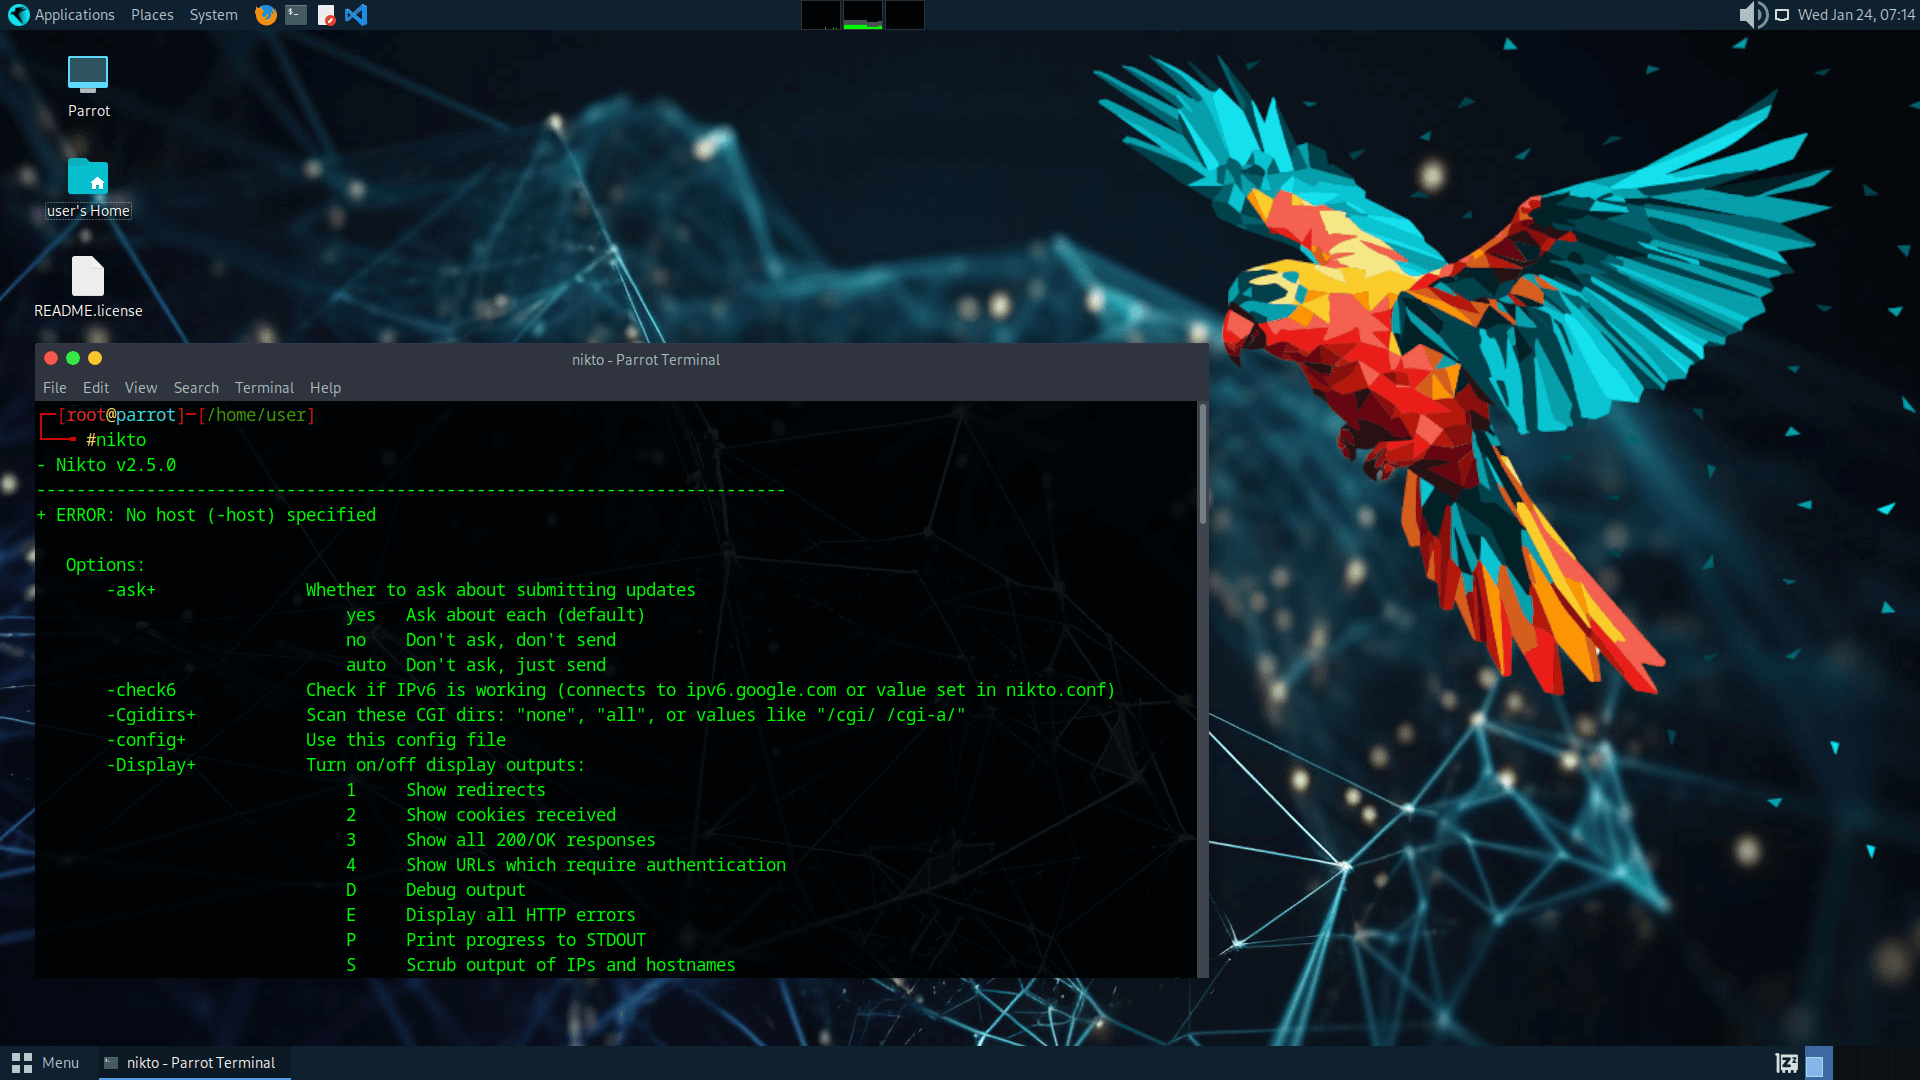 Applications Places System
Wed Jan 24, 07:14
Parrot
user's Home
README.license
nikto - Parrot Terminal
File Edit View Search Terminal Help
┌─[root@parrot]─[/home/user]
└──╼ #nikto
- Nikto v2.5.0
---------------------------------------------------------------------------
+ ERROR: No host (-host) specified
Options:
-ask+ Whether to ask about submitting updates
yes Ask about each (default)
no Don't ask, don't send
auto Don't ask, just send
-check6 Check if IPv6 is working (connects to ipv6.google.com or value set in nikto.conf)
-Cgidirs+ Scan these CGI dirs: "none", "all", or values like "/cgi/ /cgi-a/"
-config+ Use this config file
-Display+ Turn on/off display outputs:
1 Show redirects
2 Show cookies received
3 Show all 200/OK responses
4 Show URLs which require authentication
D Debug output
E Display all HTTP errors
P Print progress to STDOUT
S Scrub output of IPs and hostnames
Menu nikto - Parrot Terminal